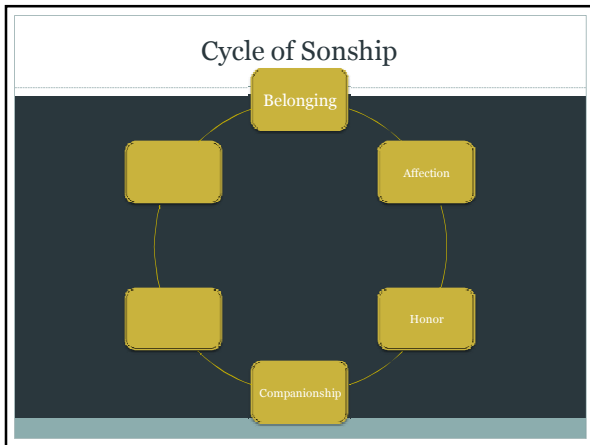 Cycle of Sonship
Belonging
Affection
Honor
Companionship